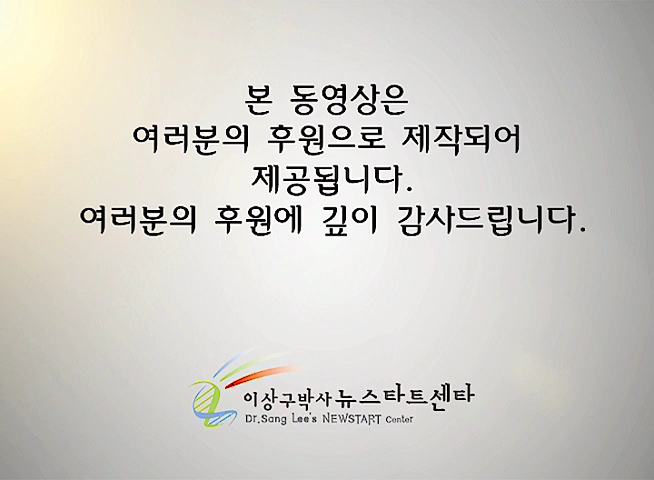 본 동영상은
여러분의 후원으로 제작되어
제공됩니다.
여러분의 후원에 깊이 감사드립니다.
이상구박사 뉴스타트센타
Dr.Sang Lee's NEWSTART Center